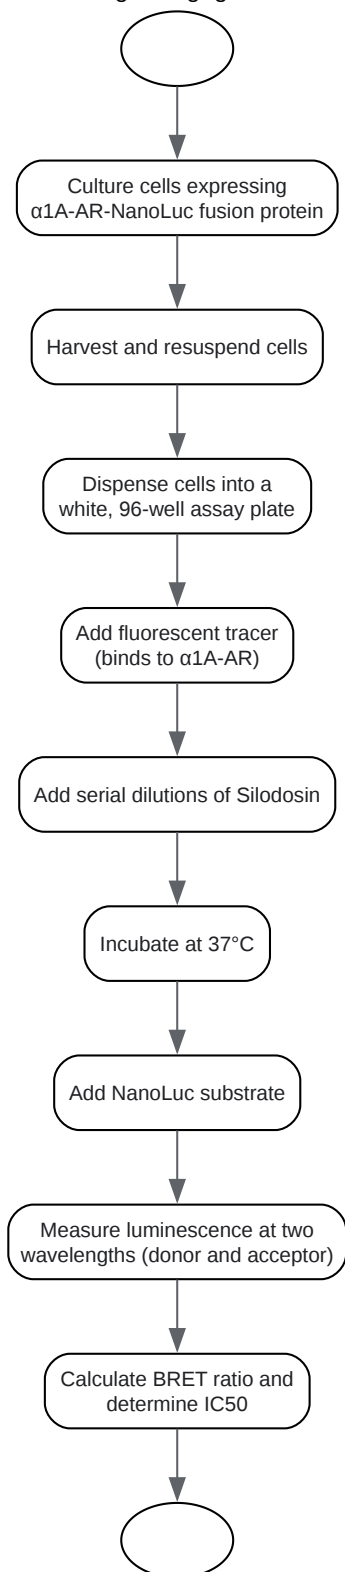 Culture cells expressing
α1A-AR-NanoLuc fusion protein
Harvest and resuspend cells
Dispense cells into a
white, 96-well assay plate
Add fluorescent tracer
(binds to α1A-AR)
Add serial dilutions of Silodosin
Incubate at 37°C
Add NanoLuc substrate
Measure luminescence at two
wavelengths (donor and acceptor)
Calculate BRET ratio and
determine IC50